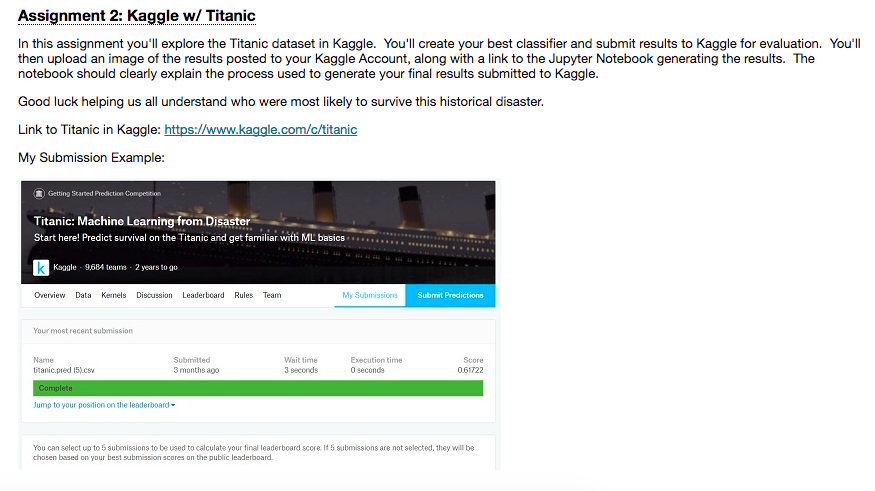 Assignment 2: Kaggle w/ Titanic
In this assignment you'll explore the Titanic dataset in Kaggle.  You'll create your best classifier and submit results to Kaggle for evaluation.  You'll
then upload an image of the results posted to your Kaggle Account, along with a link to the Jupyter Notebook generating the results.  The
notebook should clearly explain the process used to generate your final results submitted to Kaggle.
Good luck helping us all understand who were most likely to survive this historical disaster.
Link to Titanic in Kaggle: https://www.kaggle.com/c/titanic
My Submission Example:
Getting Started Prediction Competition
Titanic: Machine Learning from Disaster
Start here! Predict survival on the Titanic and get familiar with ML basics
k Kaggle · 9,684 teams · 2 years to go
Overview Data Kernels Discussion Leaderboard Rules Team My Submissions Submit Predictions
Your most recent submission
Name Submitted Wait time Execution time Score
titanic.pred (5).csv 3 months ago 3 seconds 0 seconds 0.61722
Complete
Jump to your position on the leaderboard
You can select up to 5 submissions to be used to calculate your final leaderboard score. If 5 submissions are not selected, they will be
chosen based on your best submission scores on the public leaderboard.